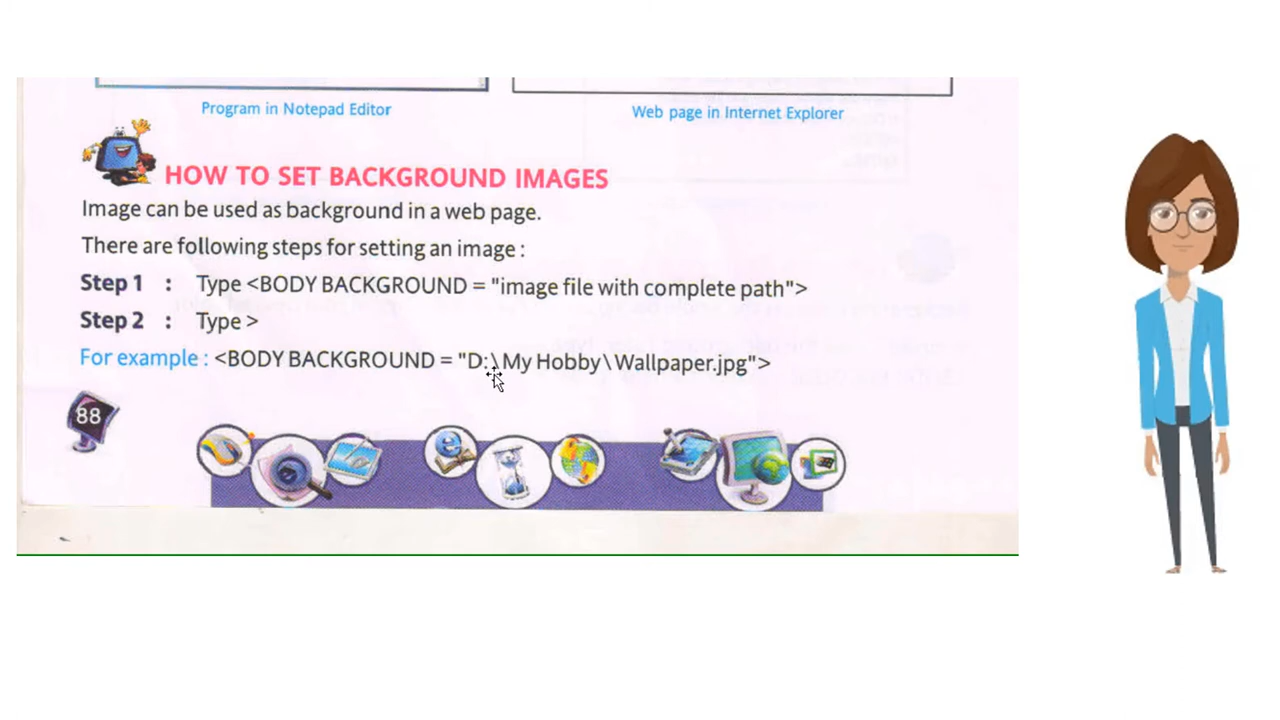 Program in Notepad Editor
Web page in Internet Explorer
HOW TO SET BACKGROUND IMAGES
Image can be used as background in a web page.
There are following steps for setting an image :
Step 1 : Type <BODY BACKGROUND = "image file with complete path">
Step 2 : Type >
For example : <BODY BACKGROUND = "D:\My Hobby\Wallpaper.jpg">
88